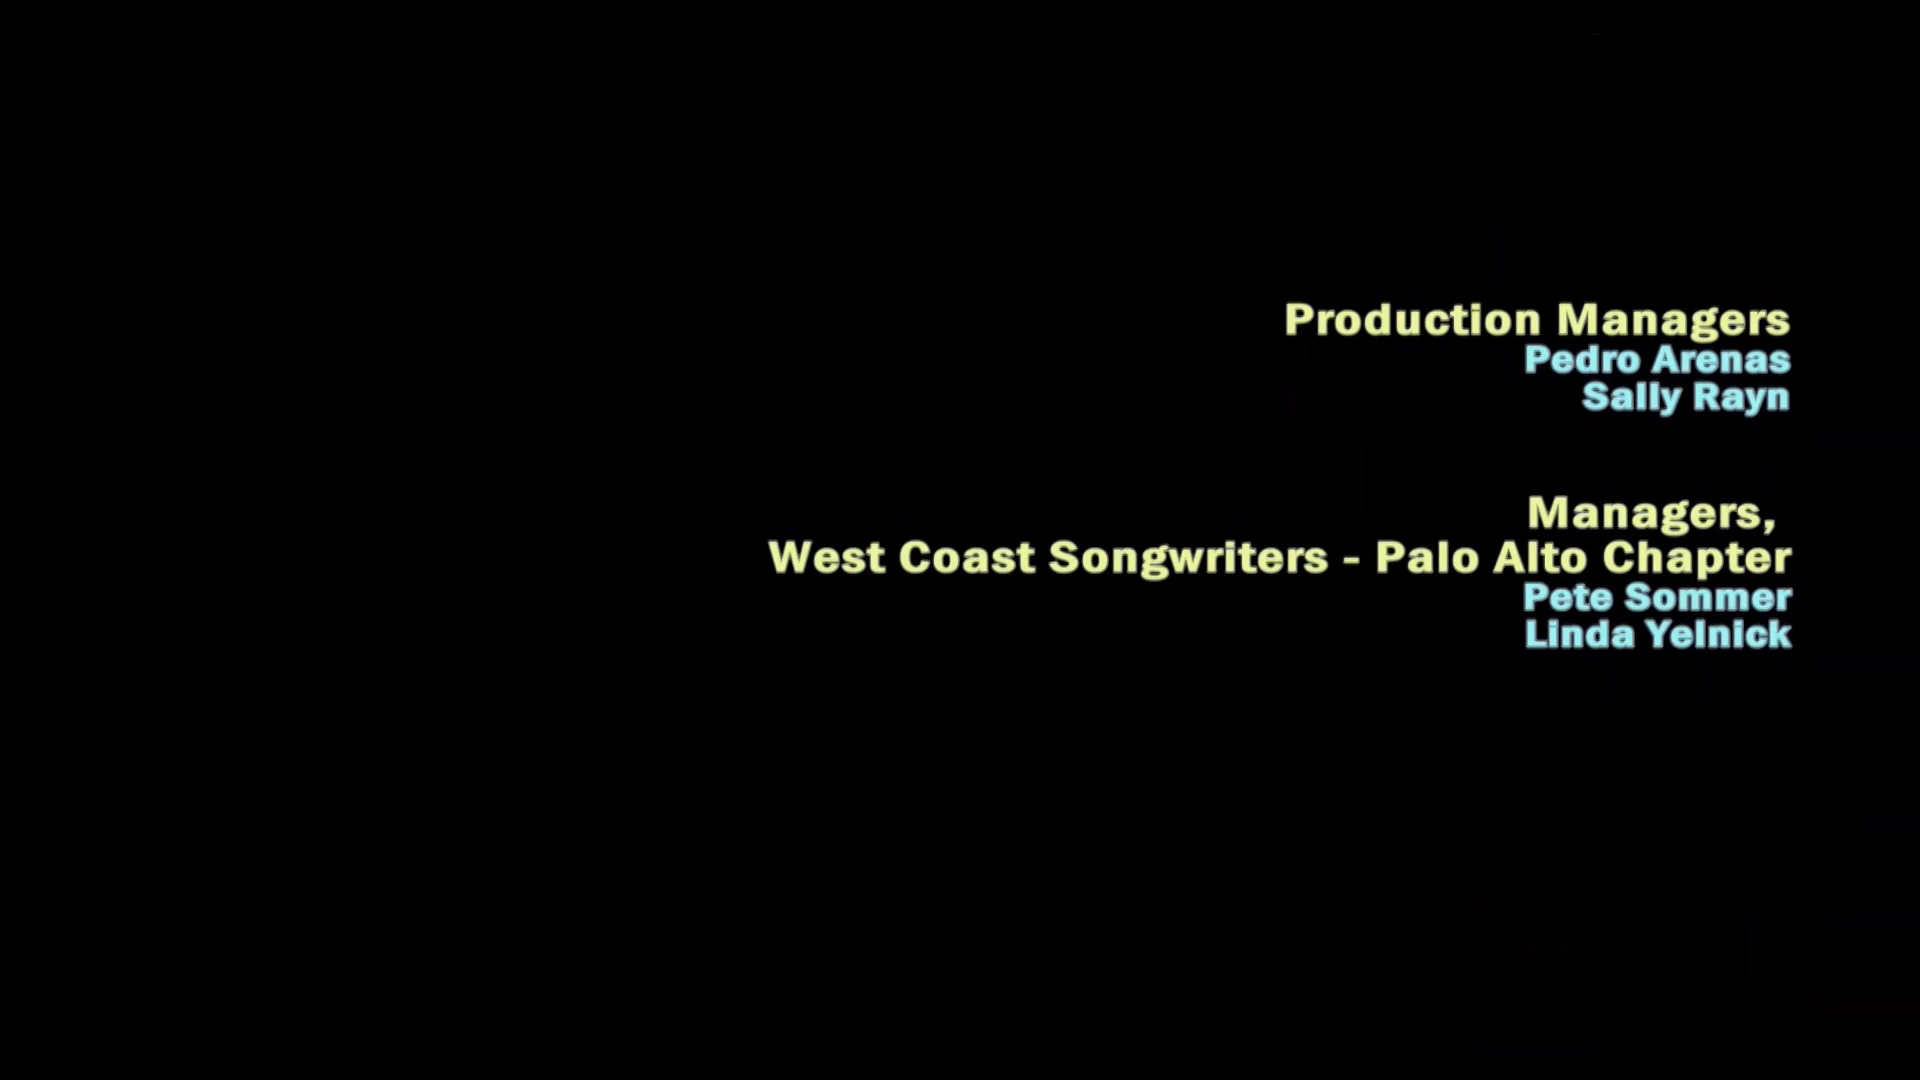 Production Managers
Pedro Arenas
Sally Rayn
Managers,
West Coast Songwriters - Palo Alto Chapter
Pete Sommer
Linda Yelnick